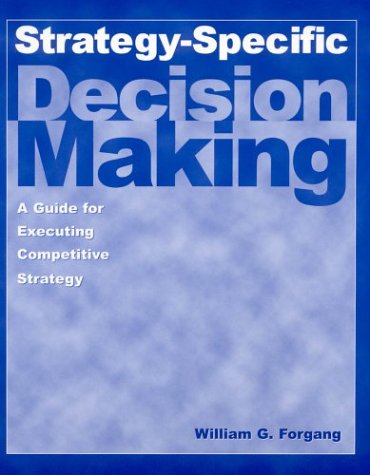 Strategy-Specific
Decision
Making
A Guide for
Executing
Competitive
Strategy
William G. Forgang